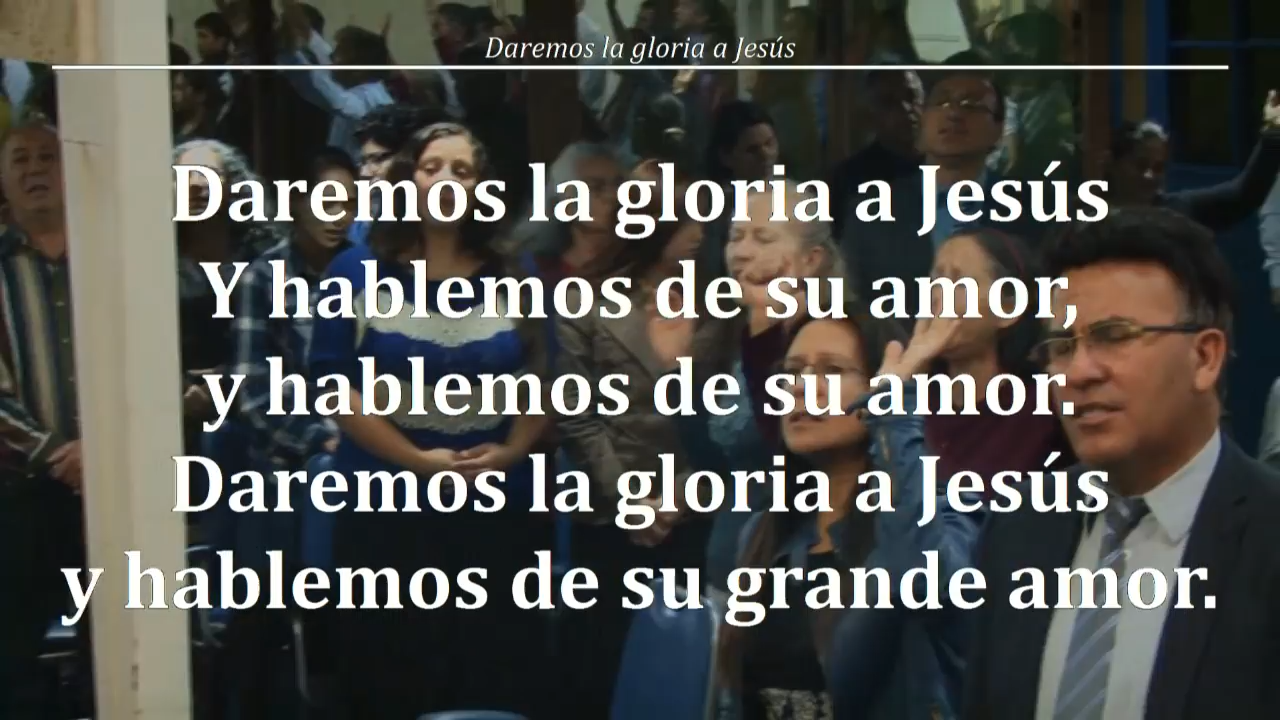 Daremos la gloria a Jesús
Daremos la gloria a Jesús
Y hablemos de su amor,
y hablemos de su amor.
Daremos la gloria a Jesús
y hablemos de su grande amor.